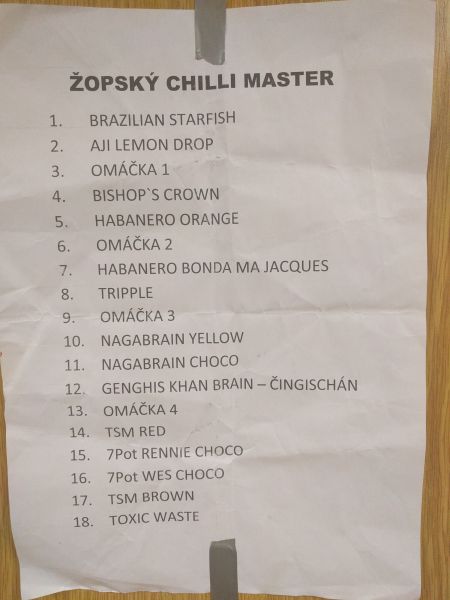 ŽOPSKÝ CHILLI MASTER
1. BRAZILIAN STARFISH
2. AJI LEMON DROP
3. OMÁČKA 1
4. BISHOP`S CROWN
5. HABANERO ORANGE
6. OMÁČKA 2
7. HABANERO BONDA MA JACQUES
8. TRIPPLE
9. OMÁČKA 3
10. NAGABRAIN YELLOW
11. NAGABRAIN CHOCO
12. GENGHIS KHAN BRAIN – ČINGISCHÁN
13. OMÁČKA 4
14. TSM RED
15. 7Pot RENNIE CHOCO
16. 7Pot WES CHOCO
17. TSM BROWN
18. TOXIC WASTE